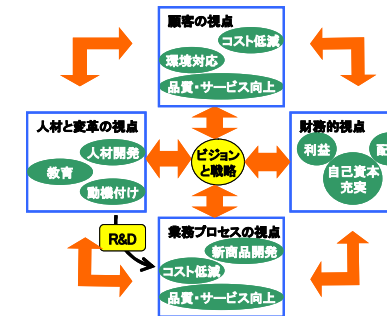 顧客の視点
コスト低減
環境対応
品質・サービス向上
人材と変革の視点
人材開発
教育
動機付け
ビジョン
と戦略
財務的視点
利益
配
自己資本
充実
R&D
業務プロセスの視点
新商品開発
コスト低減
品質・サービス向上